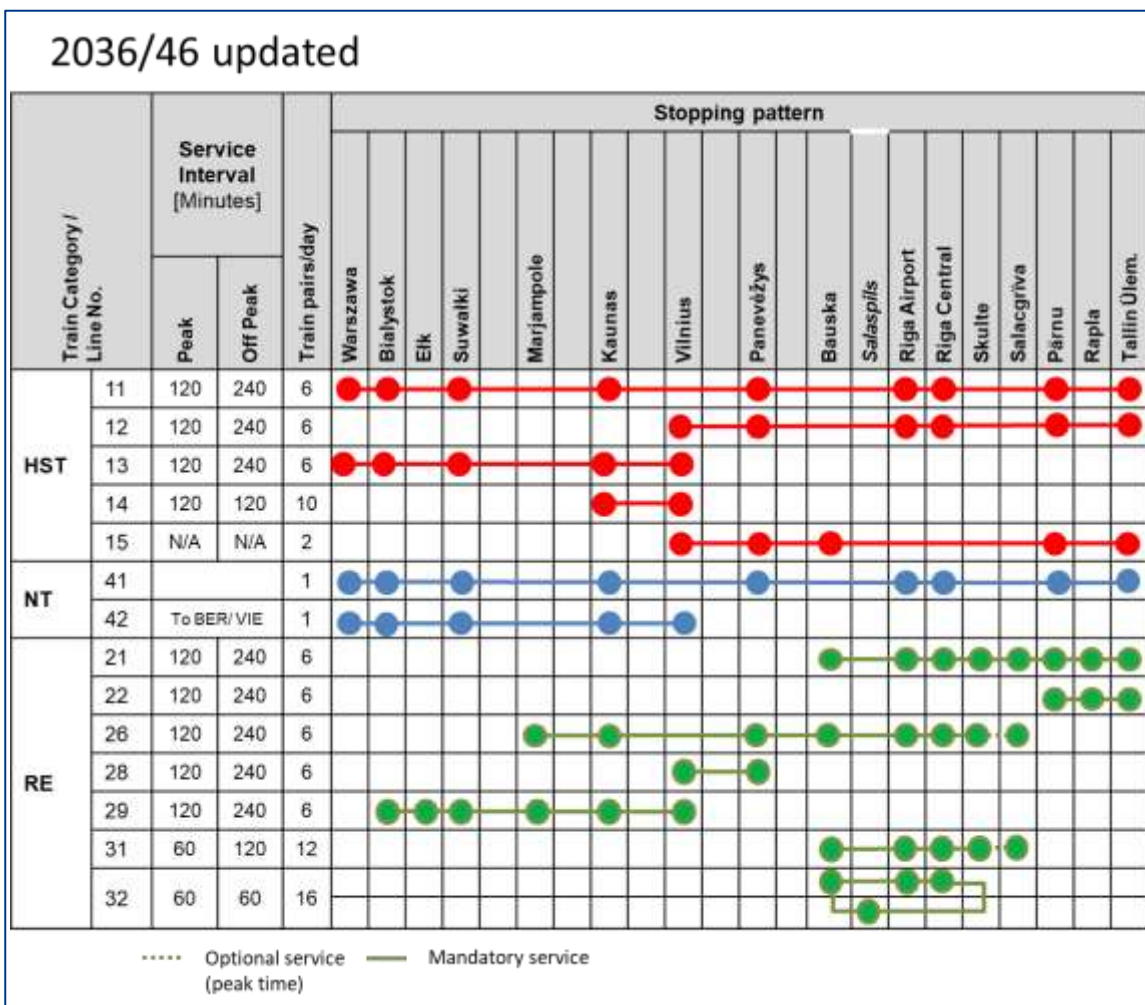 2036/46 updated
Stopping pattern
Train Category /
Line No.
Service
Interval
[Minutes]
Peak
Off Peak
Train pairs/day
Warszawa
Bialystok
Ełk
Suwałki
Marjampole
Kaunas
Vilnius
Panevėžys
Bauska
Salaspils
Riga Airport
Riga Central
Skulte
Salacgrīva
Pärnu
Rapla
Tallin Ülem.
HST
11 120 240 6
12 120 240 6
13 120 240 6
14 120 120 10
15 N/A N/A 2
NT
41 1
42 To BER/ VIE 1
RE
21 120 240 6
22 120 240 6
26 120 240 6
28 120 240 6
29 120 240 6
31 60 120 12
32 60 60 16
Optional service
(peak time)
Mandatory service